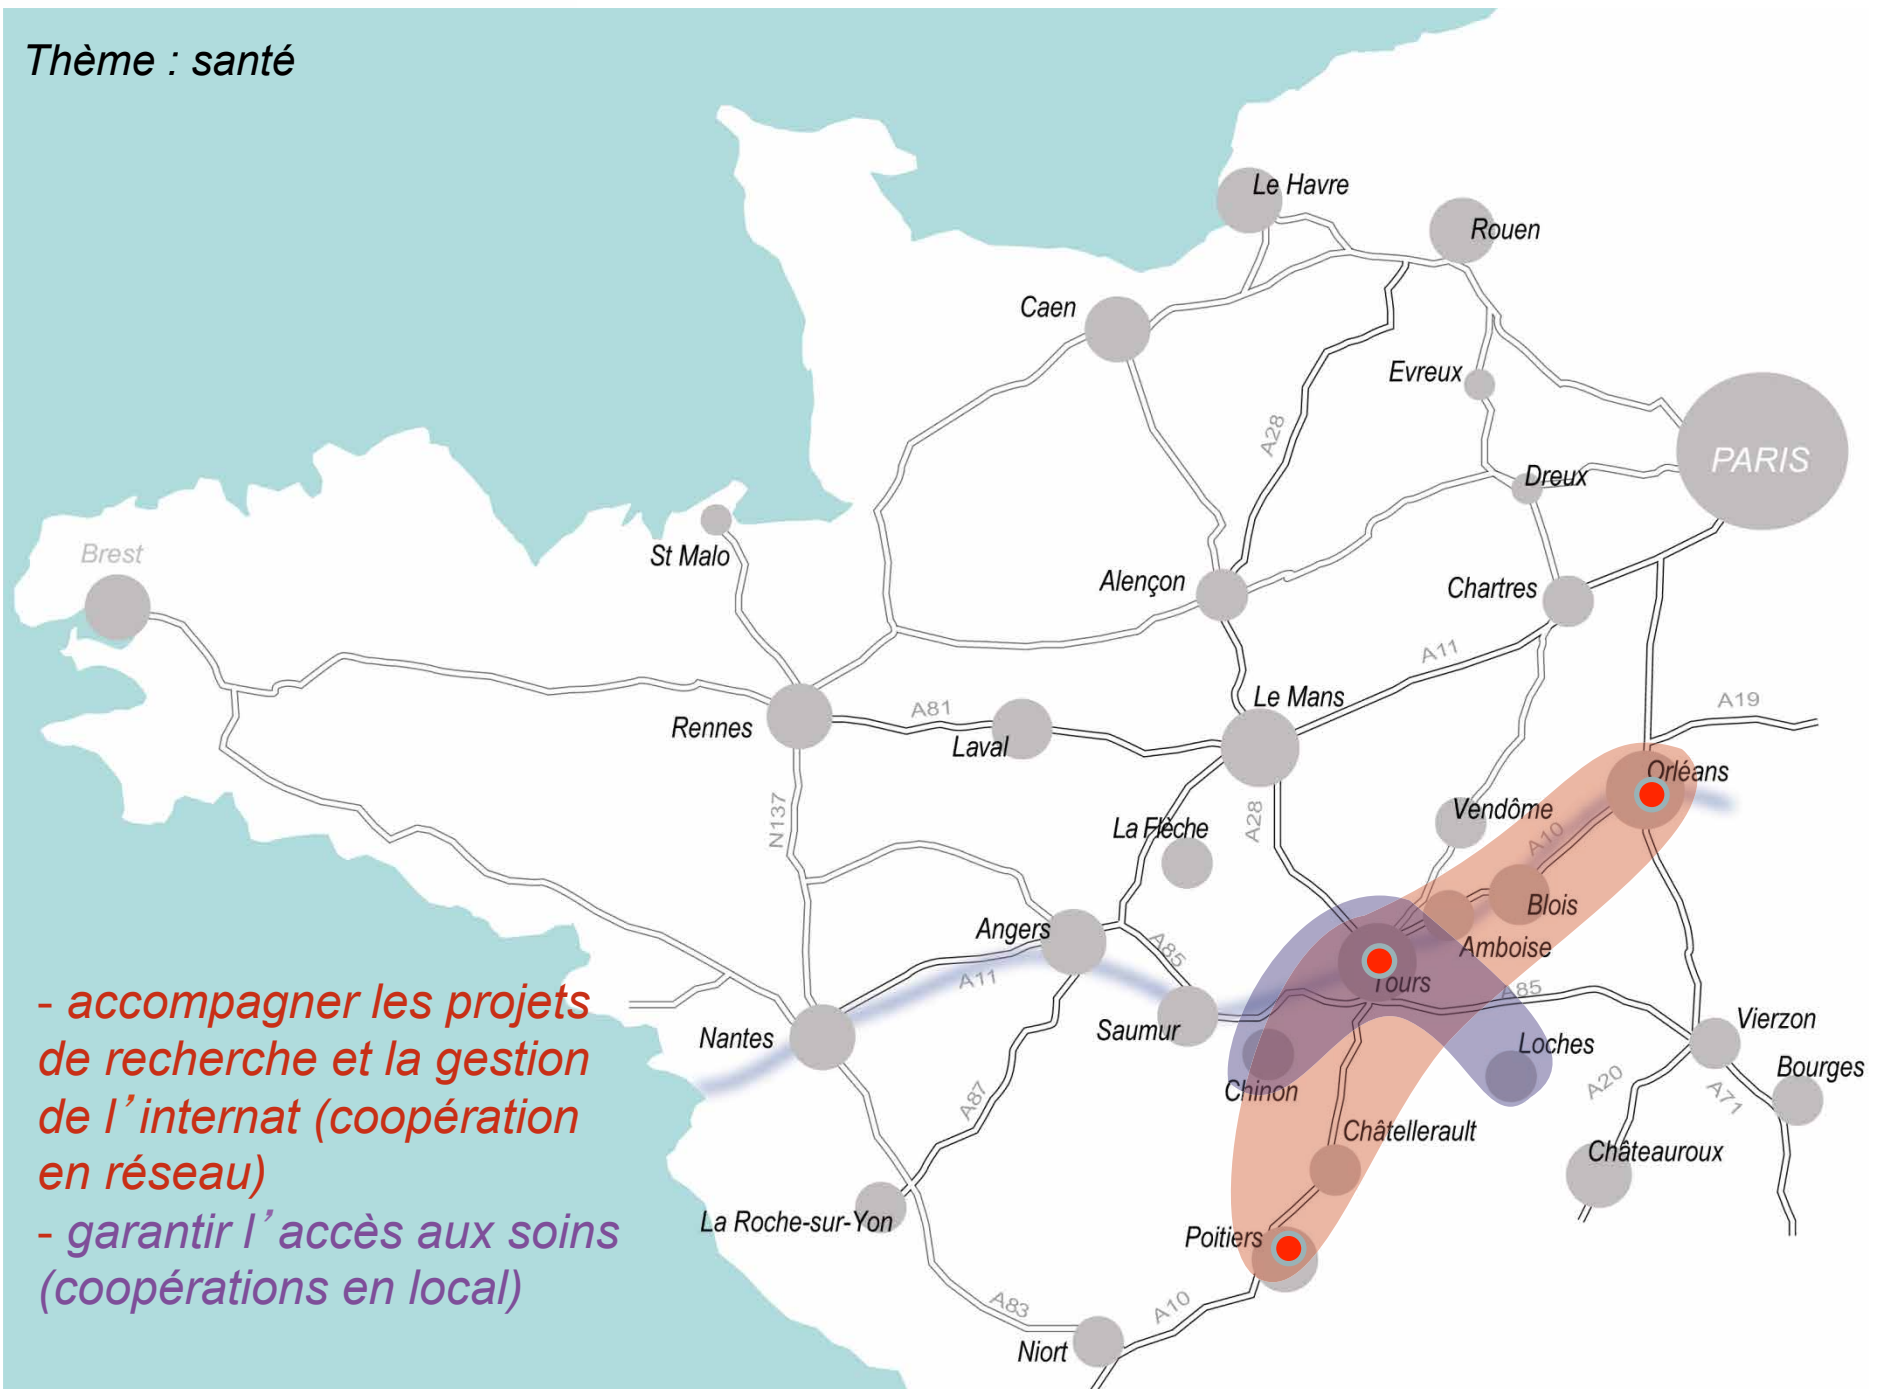 Thème : santé
Le Havre
Rouen
Caen
Evreux
A28
PARIS
Dreux
St Malo
Brest
Alençon
Chartres
A11
Le Mans
A19
A81
Rennes
Laval
Orléans
N137
A28
Vendôme
La Flèche
A10
Blois
Angers
A85
Amboise
A11
Tours
A85
- accompagner les projets
de recherche et la gestion
de l’internat (coopération
en réseau)
- garantir l’accès aux soins
(coopérations en local)
Nantes
Saumur
Vierzon
Loches
Bourges
A20
A71
Chinon
A87
Châtellerault
Châteauroux
La Roche-sur-Yon
Poitiers
A83
A10
Niort